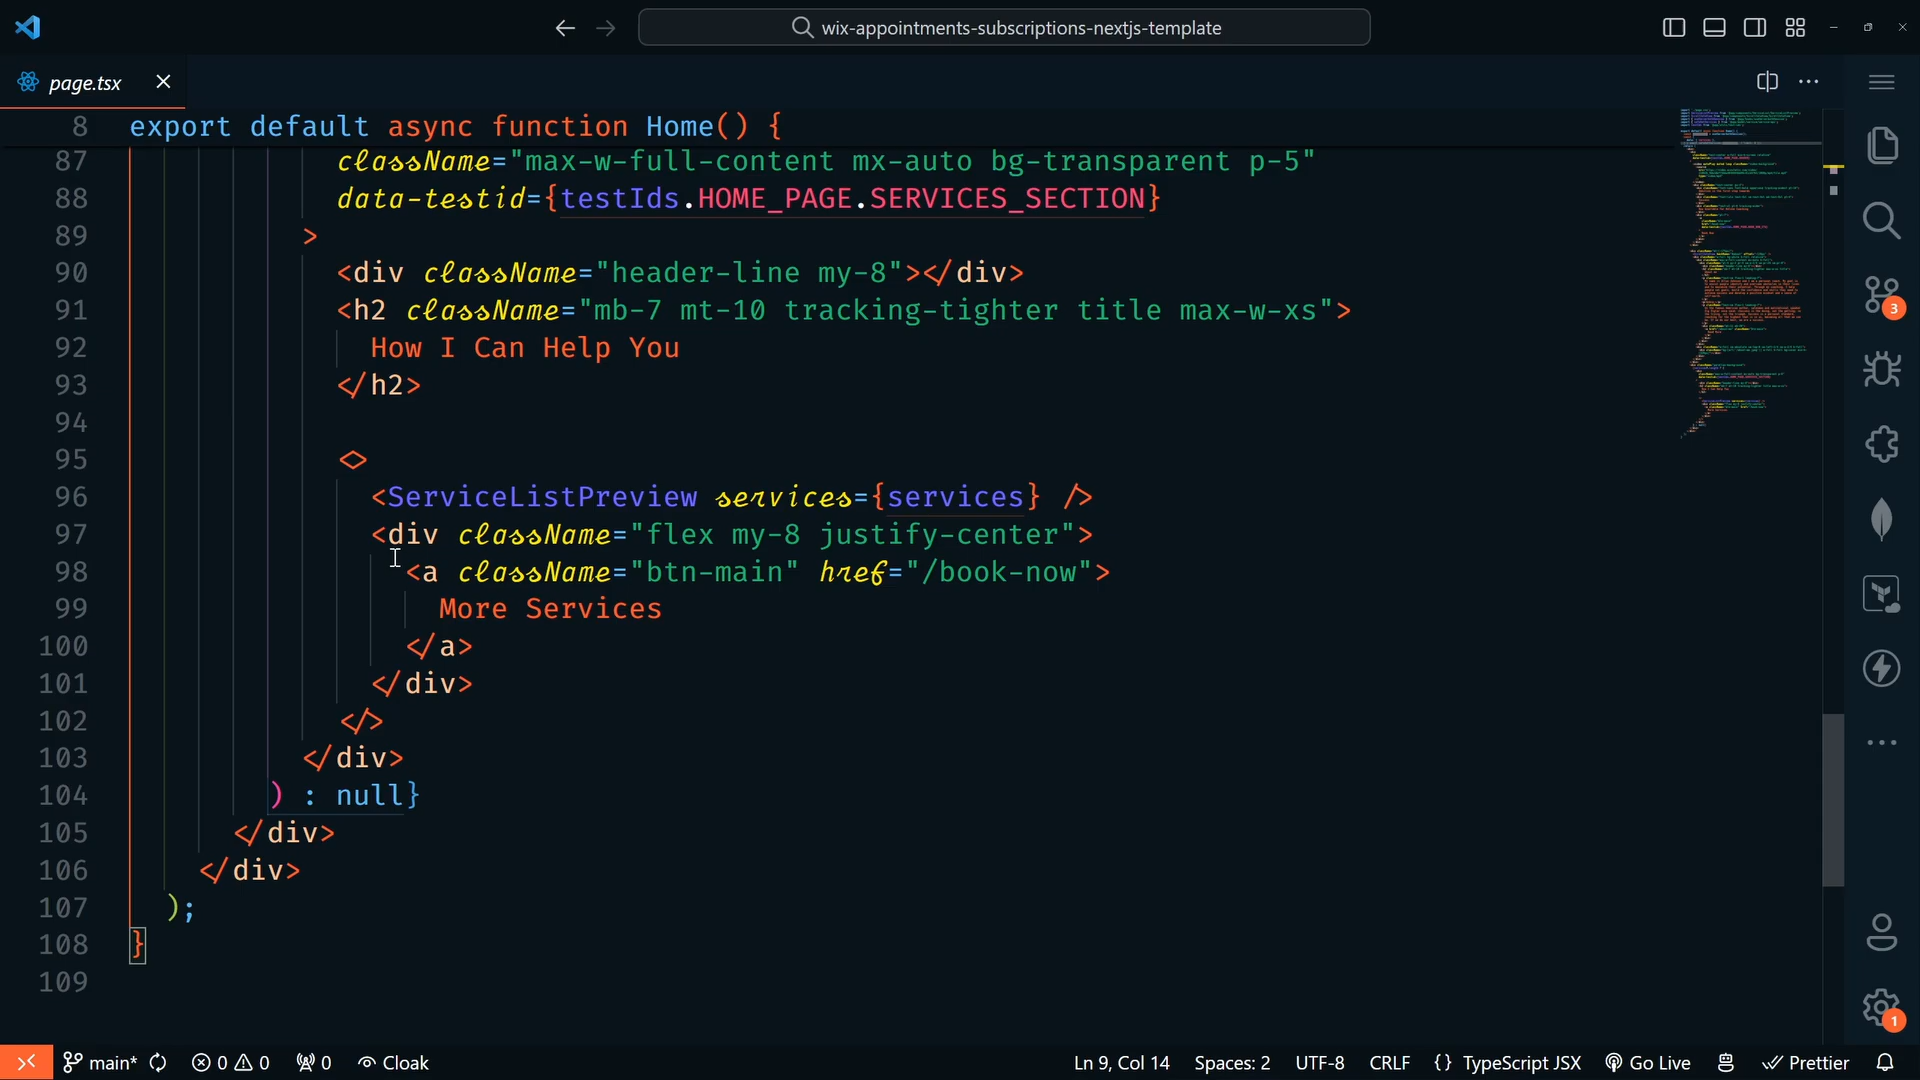 wix-appointments-subscriptions-nextjs-template
page.tsx
8 export default async function Home() {
87 className="max-w-full-content mx-auto bg-transparent p-5"
88 data-testid={testIds.HOME_PAGE.SERVICES_SECTION}
89 >
90 <div className="header-line my-8"></div>
91 <h2 className="mb-7 mt-10 tracking-tighter title max-w-xs">
92 How I Can Help You
93 </h2>
94
95 <>
96 <ServiceListPreview services={services} />
97 <div className="flex my-8 justify-center">
98 <a className="btn-main" href="/book-now">
99 More Services
100 </a>
101 </div>
102 </>
103 </div>
104 ) : null}
105 </div>
106 </div>
107 );
108 }
109
3
1
main* 0 0 0 Cloak Ln 9, Col 14 Spaces: 2 UTF-8 CRLF {} TypeScript JSX Go Live Prettier